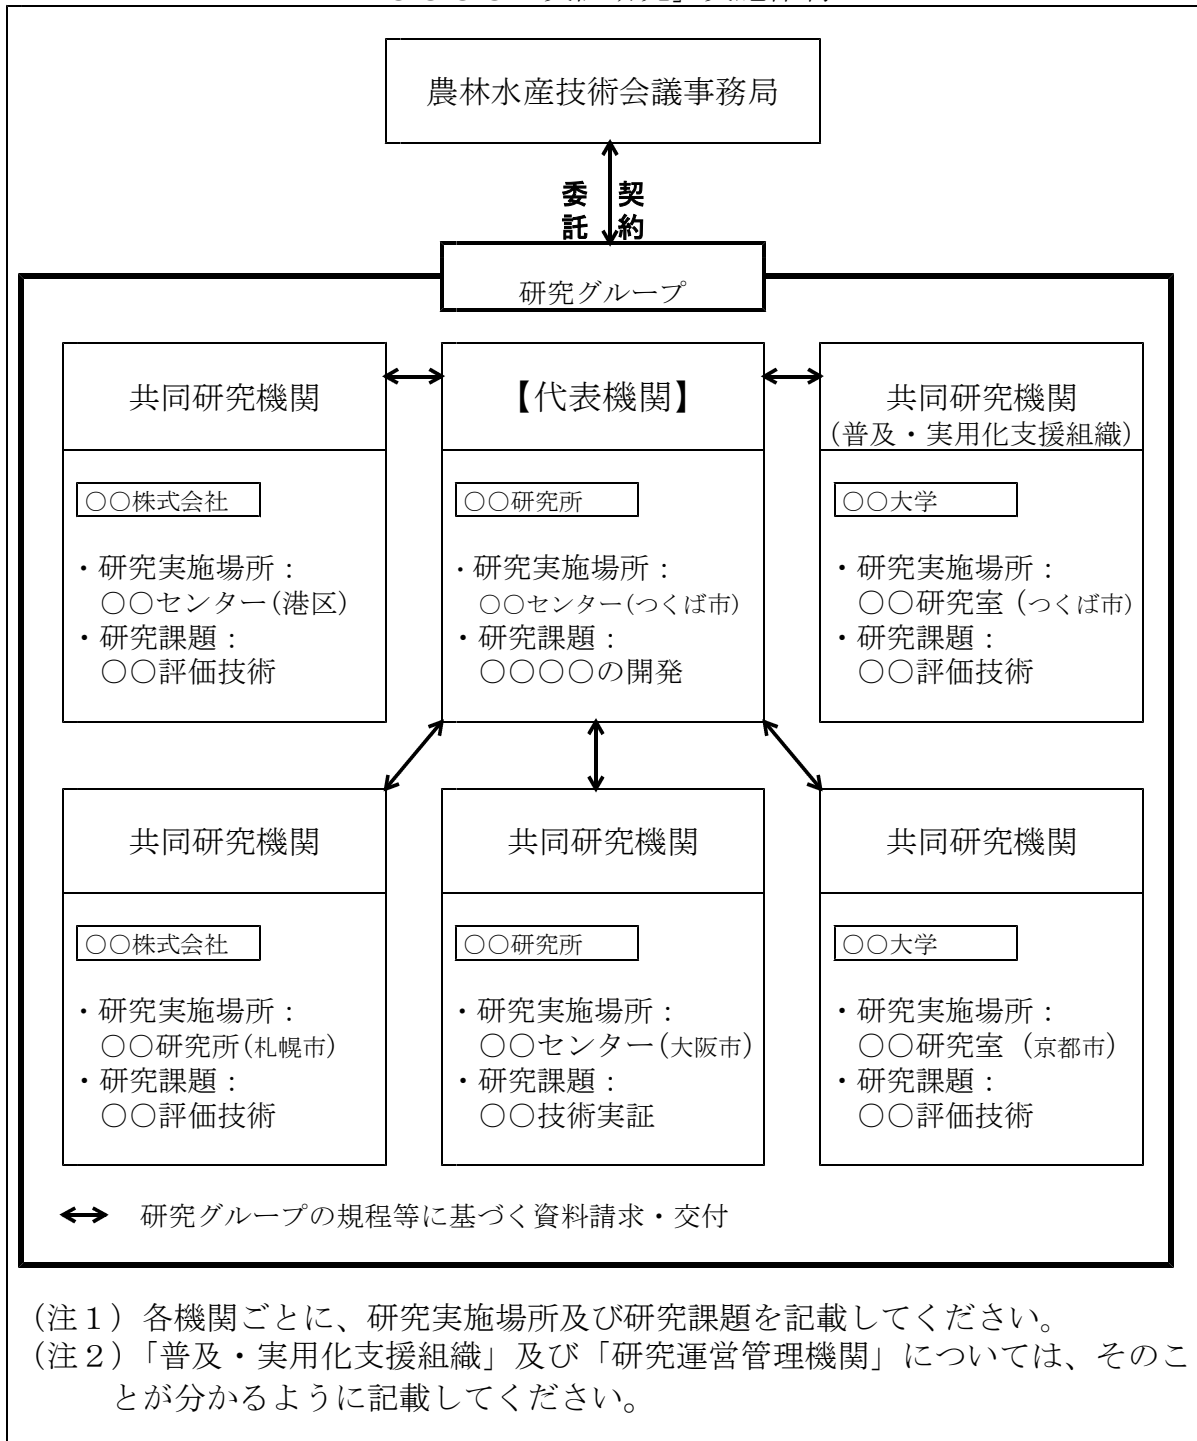 農林水産技術会議事務局
委託
契約
研究グループ
共同研究機関
○○株式会社
・研究実施場所：
○○センター(港区)
・研究課題：
○○評価技術
【代表機関】
○○研究所
・研究実施場所：
○○センター(つくば市)
・研究課題：
○○○○の開発
共同研究機関
(普及・実用化支援組織)
○○大学
・研究実施場所：
○○研究室（つくば市)
・研究課題：
○○評価技術
共同研究機関
○○株式会社
・研究実施場所：
○○研究所(札幌市)
・研究課題：
○○評価技術
共同研究機関
○○研究所
・研究実施場所：
○○センター(大阪市)
・研究課題：
○○技術実証
共同研究機関
○○大学
・研究実施場所：
○○研究室（京都市)
・研究課題：
○○評価技術
研究グループの規程等に基づく資料請求・交付
（注１）各機関ごとに、研究実施場所及び研究課題を記載してください。
（注２）「普及・実用化支援組織」及び「研究運営管理機関」については、そのこ
とが分かるように記載してください。